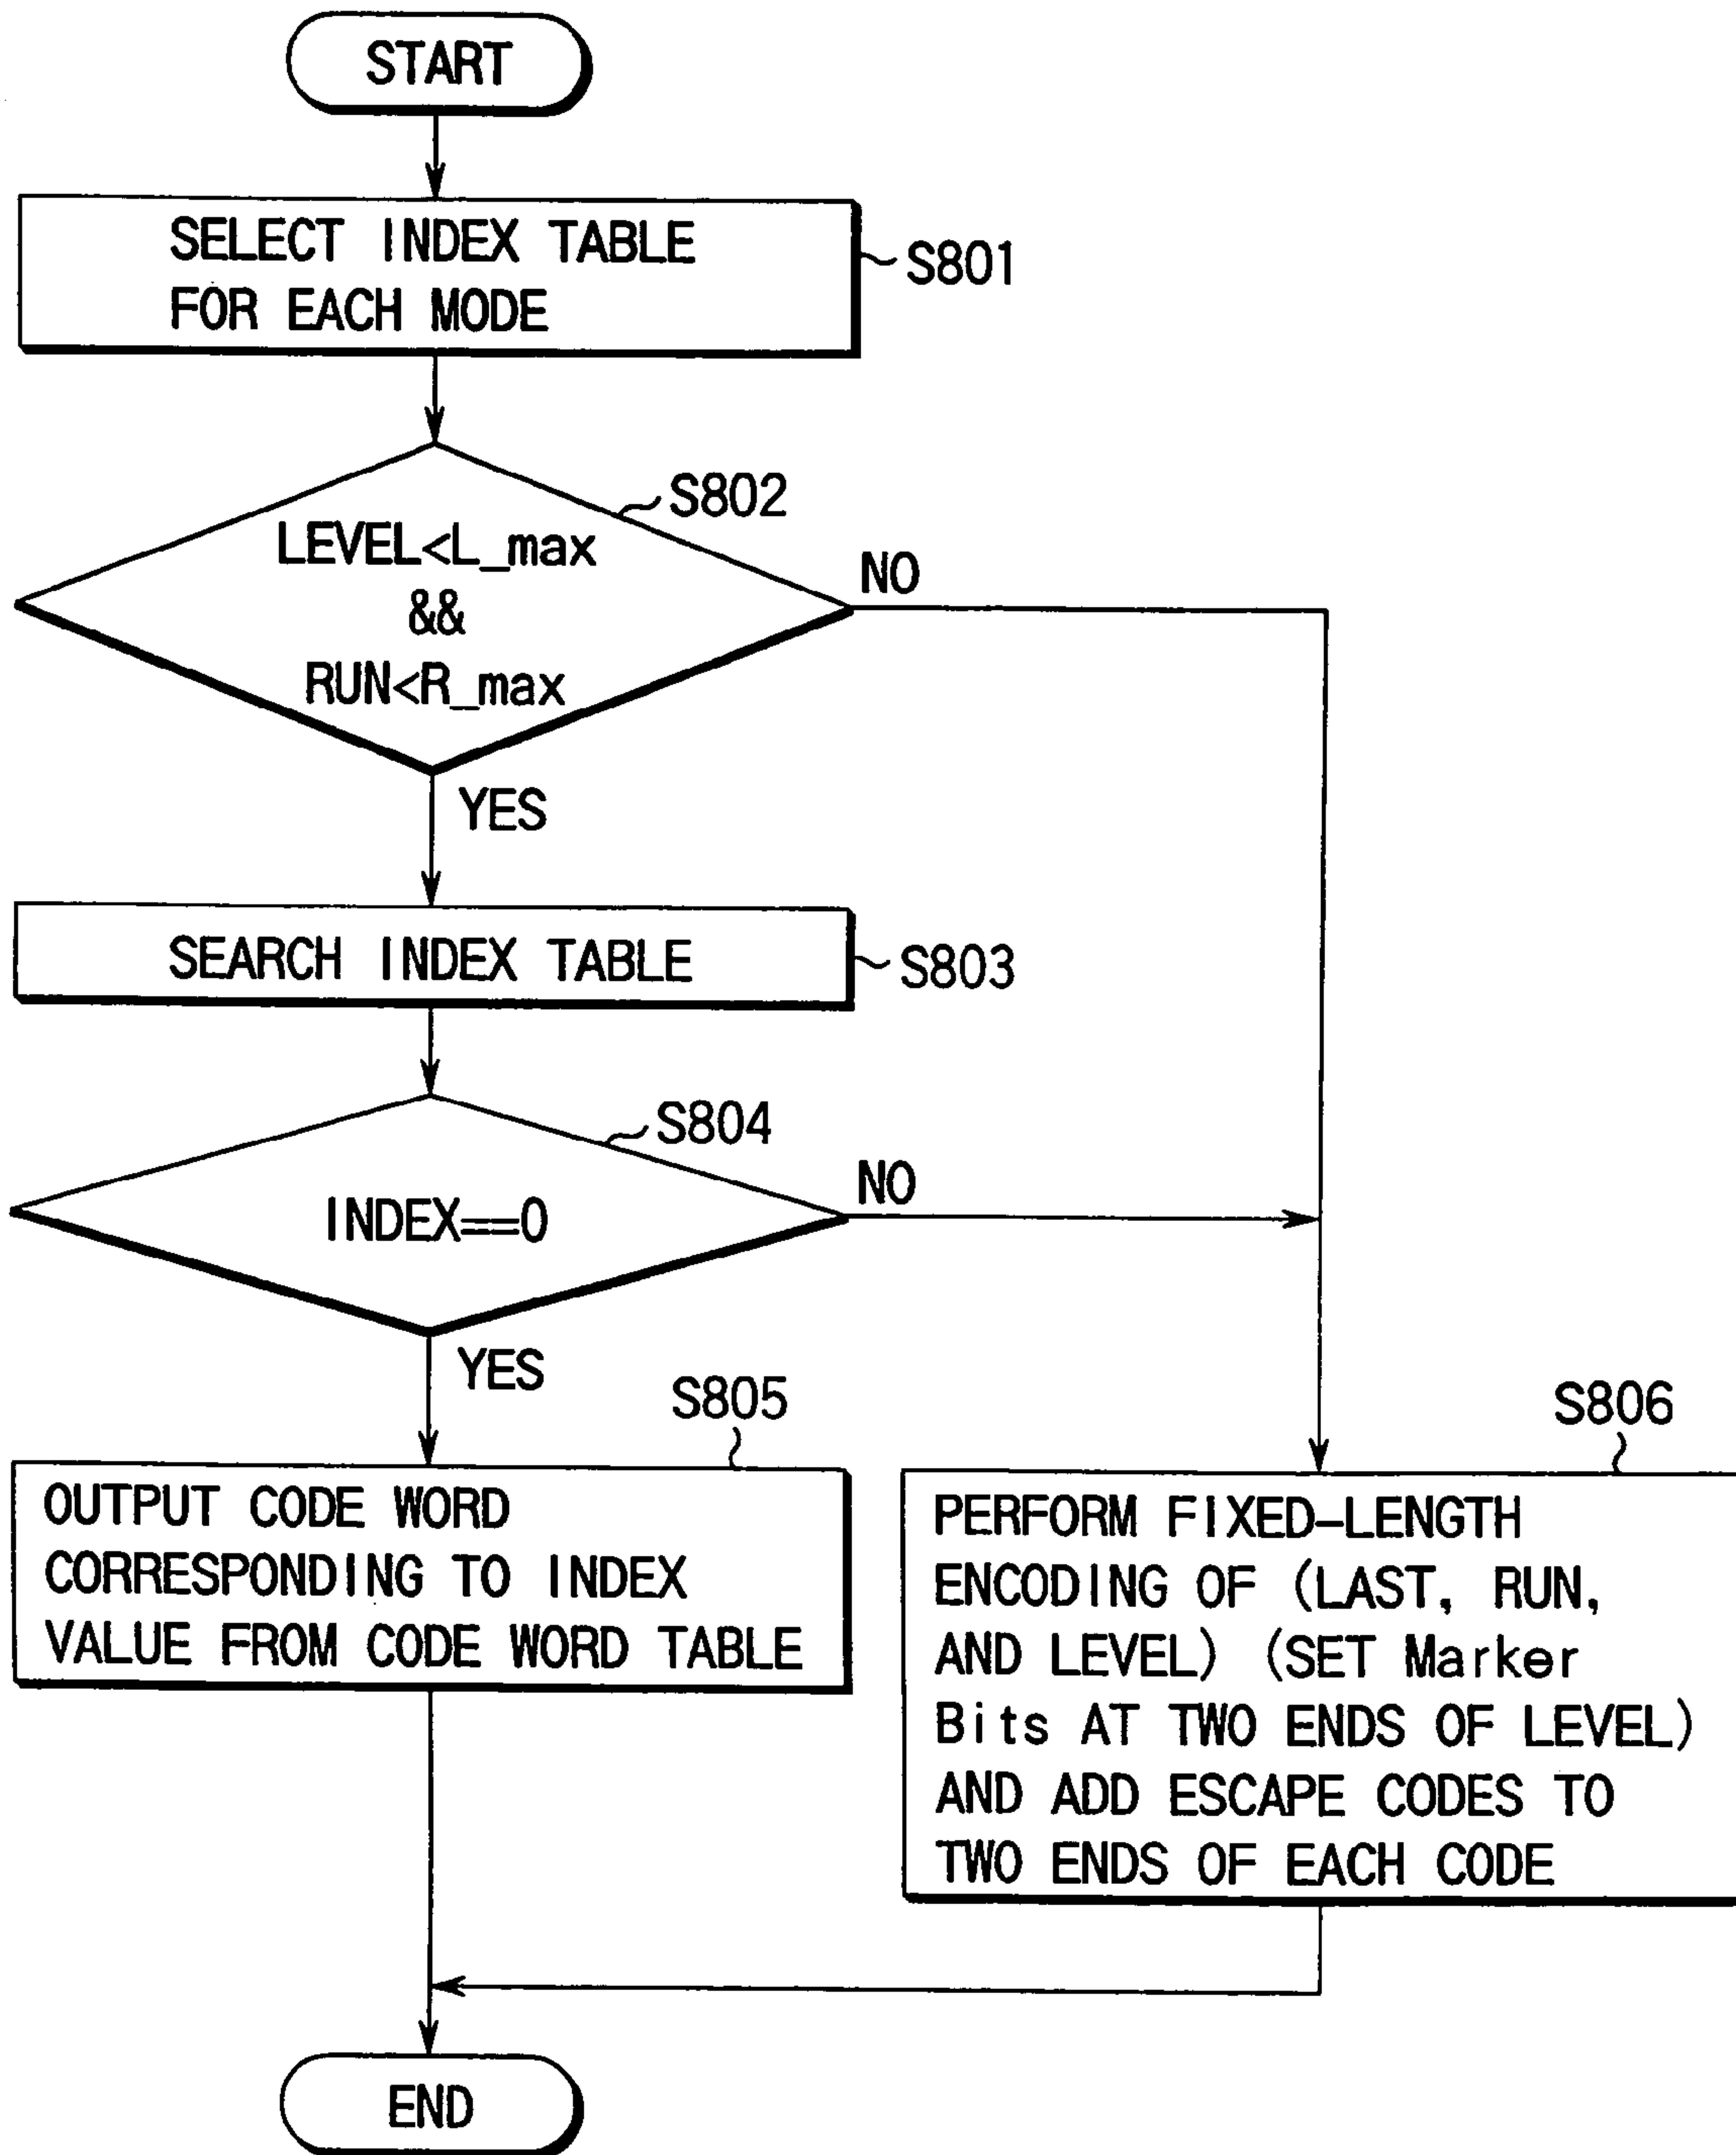 START
SELECT INDEX TABLE
FOR EACH MODE
S801
S802
LEVEL<L_max
&&
RUN<R_max
NO
YES
SEARCH INDEX TABLE
S803
S804
INDEX==0
NO
YES
S805
OUTPUT CODE WORD
CORRESPONDING TO INDEX
VALUE FROM CODE WORD TABLE
S806
PERFORM FIXED-LENGTH
ENCODING OF (LAST, RUN,
AND LEVEL) (SET Marker
Bits AT TWO ENDS OF LEVEL)
AND ADD ESCAPE CODES TO
TWO ENDS OF EACH CODE
END